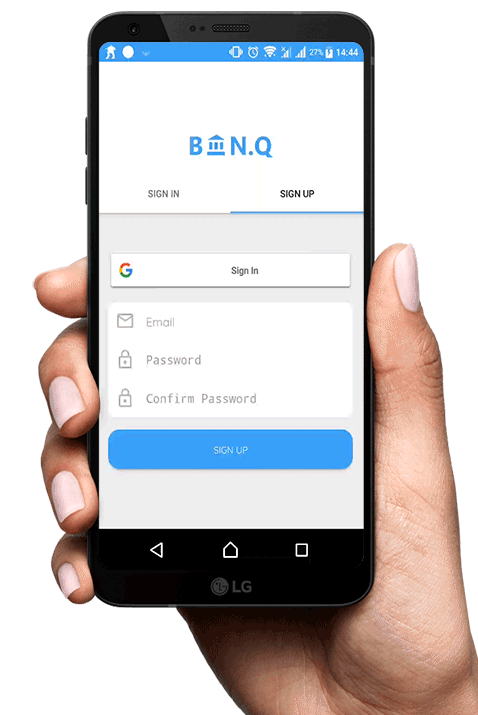 27% 14:44
B N.Q
SIGN IN SIGN UP
Sign In
Email
Password
Confirm Password
SIGN UP
LG